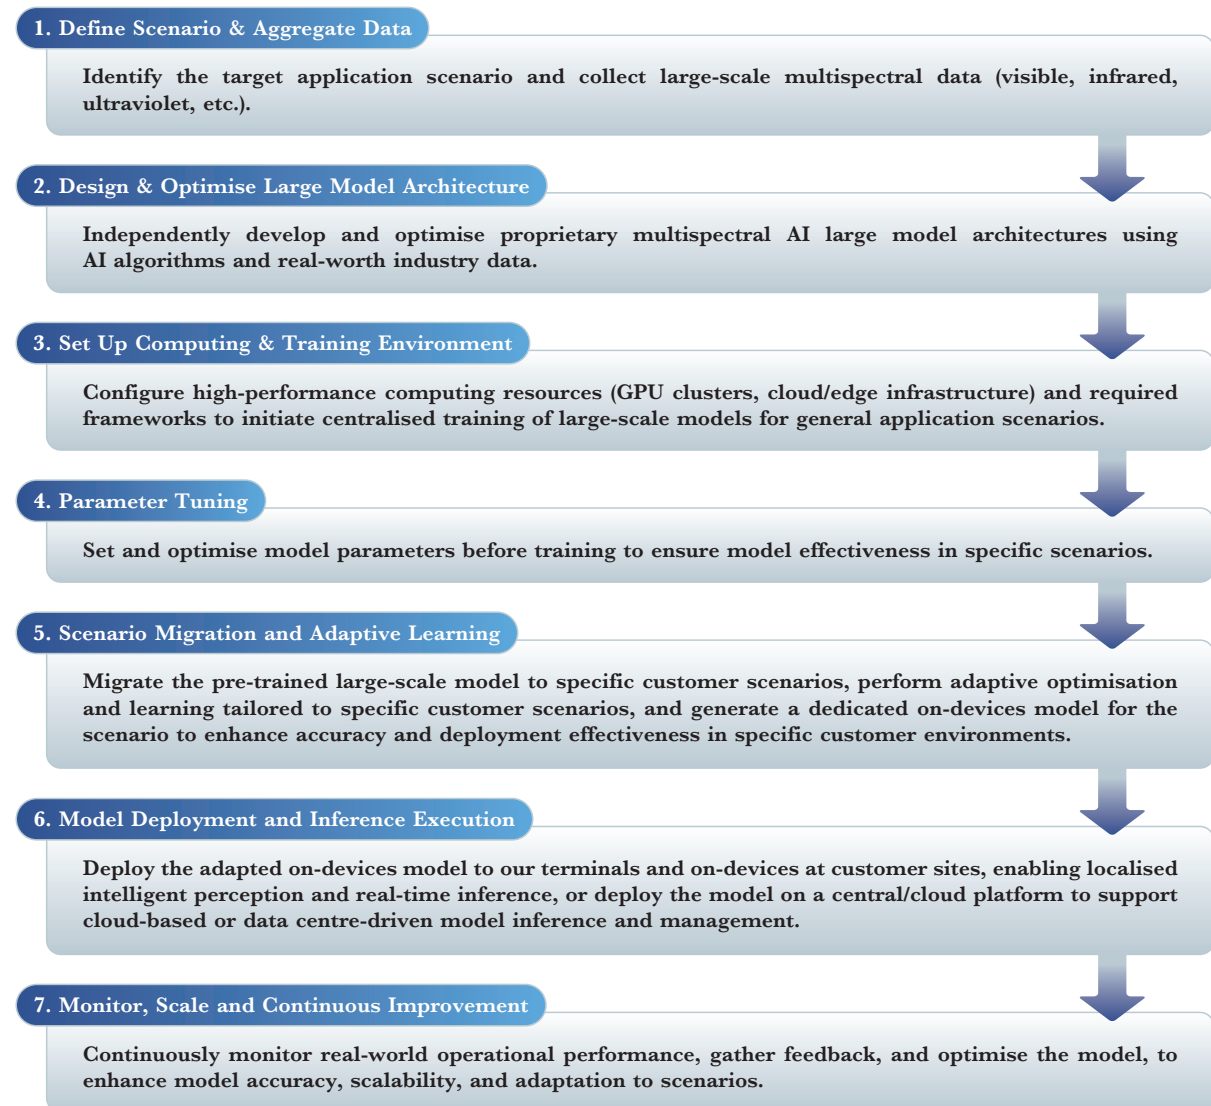 1. Define Scenario & Aggregate Data
Identify the target application scenario and collect large-scale multispectral data (visible, infrared,
ultraviolet, etc.).
2. Design & Optimise Large Model Architecture
Independently develop and optimise proprietary multispectral AI large model architectures using
AI algorithms and real-worth industry data.
3. Set Up Computing & Training Environment
Configure high-performance computing resources (GPU clusters, cloud/edge infrastructure) and required
frameworks to initiate centralised training of large-scale models for general application scenarios.
4. Parameter Tuning
Set and optimise model parameters before training to ensure model effectiveness in specific scenarios.
5. Scenario Migration and Adaptive Learning
Migrate the pre-trained large-scale model to specific customer scenarios, perform adaptive optimisation
and learning tailored to specific customer scenarios, and generate a dedicated on-devices model for the
scenario to enhance accuracy and deployment effectiveness in specific customer environments.
6. Model Deployment and Inference Execution
Deploy the adapted on-devices model to our terminals and on-devices at customer sites, enabling localised
intelligent perception and real-time inference, or deploy the model on a central/cloud platform to support
cloud-based or data centre-driven model inference and management.
7. Monitor, Scale and Continuous Improvement
Continuously monitor real-world operational performance, gather feedback, and optimise the model, to
enhance model accuracy, scalability, and adaptation to scenarios.